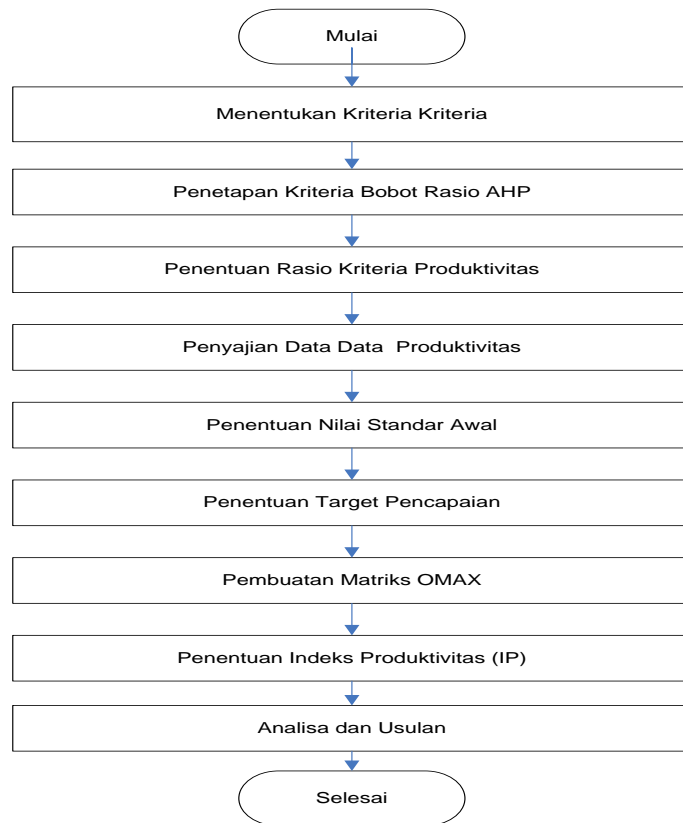 Mulai
Menentukan Kriteria Kriteria
Penetapan Kriteria Bobot Rasio AHP
Penentuan Rasio Kriteria Produktivitas
Penyajian Data Data Produktivitas
Penentuan Nilai Standar Awal
Penentuan Target Pencapaian
Pembuatan Matriks OMAX
Penentuan Indeks Produktivitas (IP)
Analisa dan Usulan
Selesai